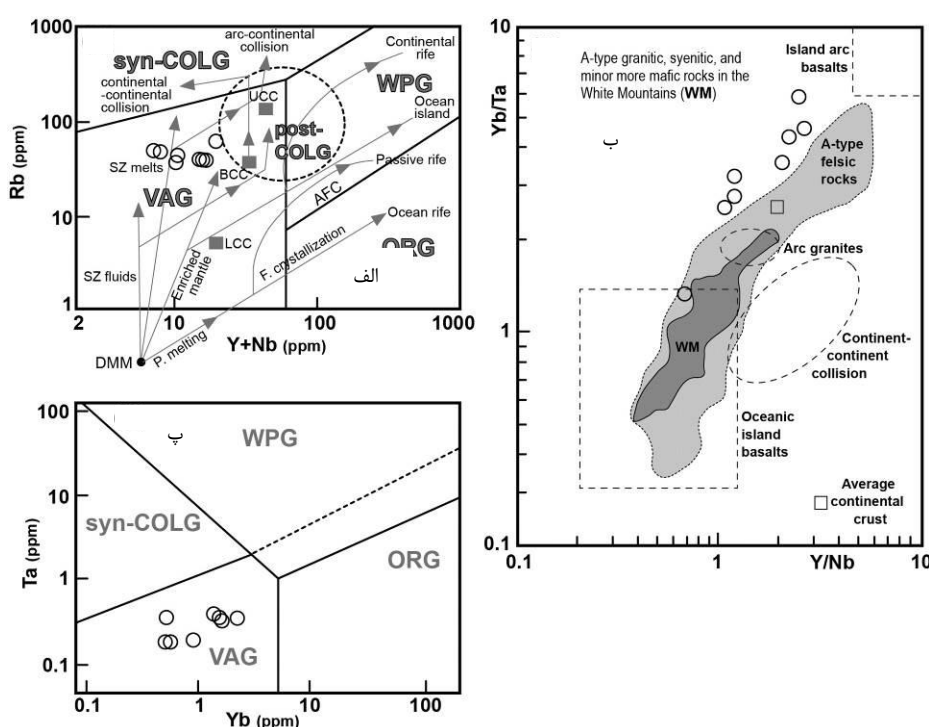 1000
100
10
1
Rb (ppm)
2
10
100
1000
Y+Nb (ppm)
syn-COLG
arc-continental
collision
continental
-continental
collision
UCC
post-
COLG
WPG
Continental
rife
Ocean
island
Passive rife
AFC
Ocean rife
ORG
الف
SZ melts
VAG
BCC
LCC
SZ fluids
Enriched
mantle
F. crystallization
P. melting
DMM
10
1
0.1
Yb/Ta
0.1
1
10
Y/Nb
A-type granitic, syenitic, and
minor more mafic rocks in the
White Mountains (WM)
ب
Island arc
basalts
A-type
felsic
rocks
Arc granites
WM
Continent-
continent
collision
Oceanic
island
basalts
Average
continental
crust
100
10
1
0.1
Ta (ppm)
0.1
1
10
100
Yb (ppm)
پ
WPG
syn-COLG
ORG
VAG